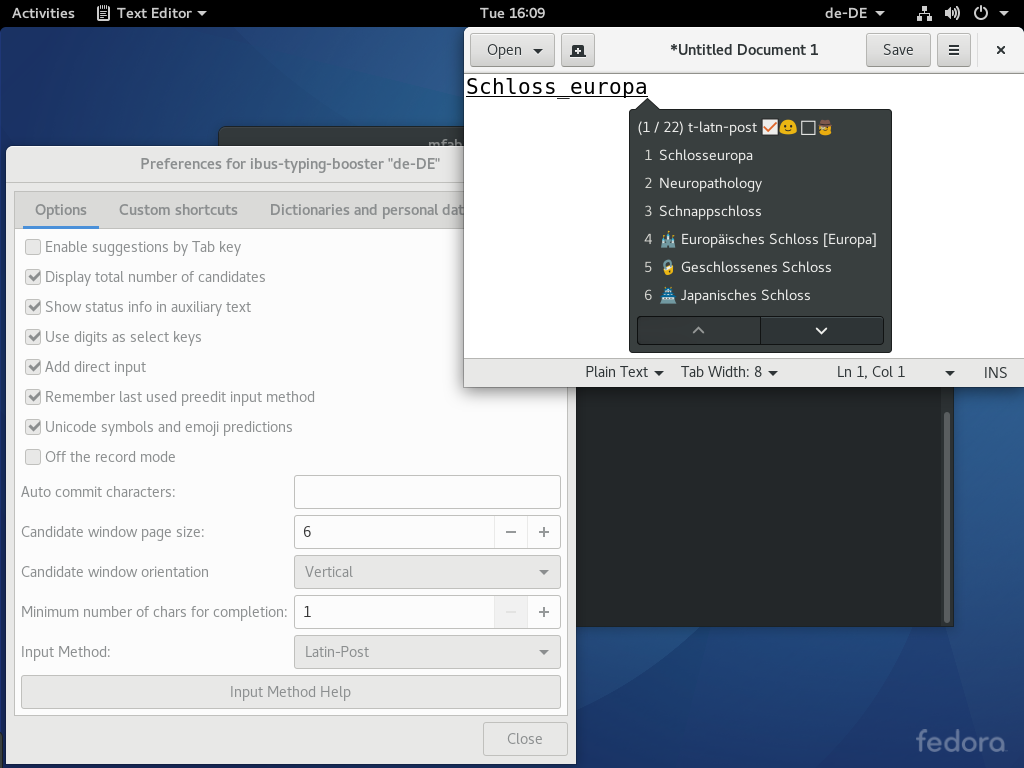 Activities Text Editor Tue 16:09 de-DE
Open *Untitled Document 1 Save
Schloss_europa
(1 / 22) t-latn-post
1 Schlosseuropa
2 Neuropathology
3 Schnappschloss
4 🏰 Europäisches Schloss [Europa]
5 🔐 Geschlossenes Schloss
6 🏯 Japanisches Schloss
Plain Text Tab Width: 8 Ln 1, Col 1 INS
Preferences for ibus-typing-booster "de-DE"
Options Custom shortcuts Dictionaries and personal dat
Enable suggestions by Tab key
Display total number of candidates
Show status info in auxiliary text
Use digits as select keys
Add direct input
Remember last used preedit input method
Unicode symbols and emoji predictions
Off the record mode
Auto commit characters:
Candidate window page size: 6
Candidate window orientation Vertical
Minimum number of chars for completion: 1
Input Method: Latin-Post
Input Method Help
Close
fedora